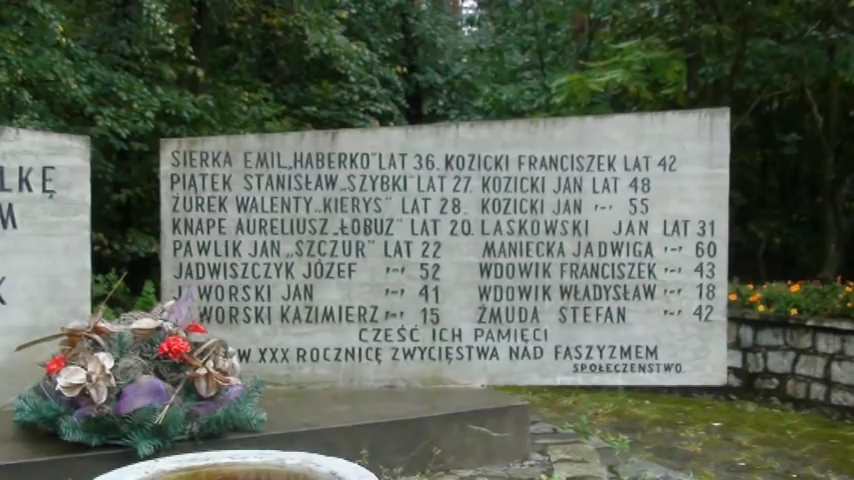 LKĘ
M
SIERKA EMIL„HABERKO"LAT 36. KOZICKI FRANCISZEK LAT 42
PIĄTEK STANISŁAW„SZYBKI"LAT 27. KOZICKI JAN LAT 48
ŻUREK WALENTY„KIERYS" LAT 28. KOZICKI JAN -„- 55
KNAPE AURELIUSZ„ŁOBUZ"LAT 20. LASKOWSKI JAN LAT 31
PAWLIK JAN „SZCZUR" LAT 22 MANIECKA JADWIGA -„- 60
JADWISZCZYK JÓZEF -„- 52 WDOWIK FRANCISZEK -„- 43
JAWORSKI JAN -„- 41 WDOWIK WŁADYSŁAW -„- 18
JAWORSKI KAZIMIERZ -„- 15 ŻMUDA STEFAN -„- 42
CZEŚĆ ICH PAMIĘCI
W XXX ROCZNICĘ ZWYCIĘSTWA NAD FASZYZMEM
SPOŁECZEŃSTWO